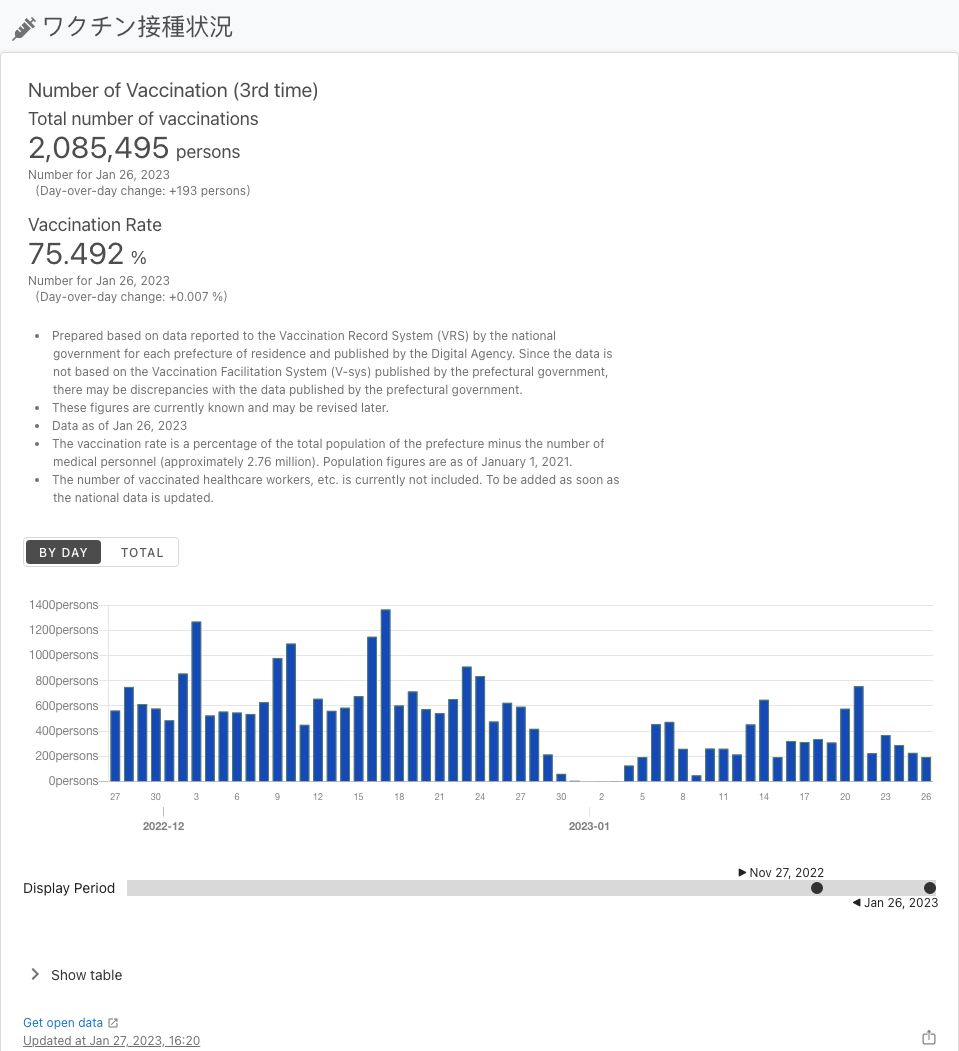 ワクチン接種状況
Number of Vaccination (3rd time)
Total number of vaccinations
2,085,495 persons
Number for Jan 26, 2023
(Day-over-day change: +193 persons)
Vaccination Rate
75.492 %
Number for Jan 26, 2023
(Day-over-day change: +0.007 %)
• Prepared based on data reported to the Vaccination Record System (VRS) by the national
government for each prefecture of residence and published by the Digital Agency. Since the data is
not based on the Vaccination Facilitation System (V-sys) published by the prefectural government,
there may be discrepancies with the data published by the prefectural government.
• These figures are currently known and may be revised later.
• Data as of Jan 26, 2023
• The vaccination rate is a percentage of the total population of the prefecture minus the number of
medical personnel (approximately 2.76 million). Population figures are as of January 1, 2021.
• The number of vaccinated healthcare workers, etc. is currently not included. To be added as soon as
the national data is updated.
BY DAY TOTAL
1400persons
1200persons
1000persons
800persons
600persons
400persons
200persons
0persons
27 30 3 6 9 12 15 18 21 24 27 30 2 5 8 11 14 17 20 23 26
2022-12 2023-01
Nov 27, 2022
Display Period
Jan 26, 2023
Show table
Get open data
Updated at Jan 27, 2023, 16:20